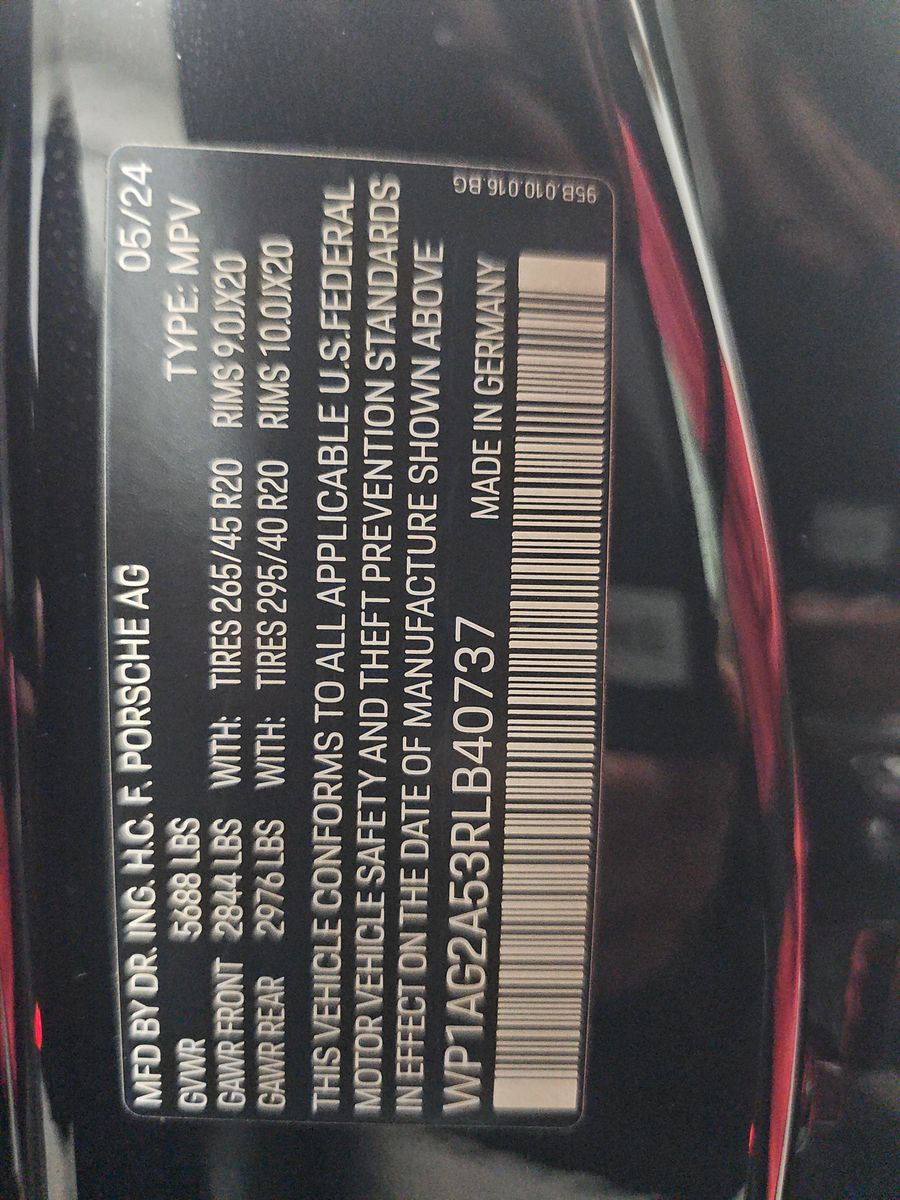 MFD BY DR. ING. H.C. F. PORSCHE AG 05/24
GVWR 5688 LBS TYPE: MPV
GAWR FRONT 2844 LBS WITH: TIRES 265/45 R20 RIMS 9.0JX20
GAWR REAR 2976 LBS WITH: TIRES 295/40 R20 RIMS 10.0JX20
THIS VEHICLE CONFORMS TO ALL APPLICABLE U.S. FEDERAL
MOTOR VEHICLE SAFETY AND THEFT PREVENTION STANDARDS
IN EFFECT ON THE DATE OF MANUFACTURE SHOWN ABOVE
WP1AG2A53RLB40737 MADE IN GERMANY
95B.010.016.BG